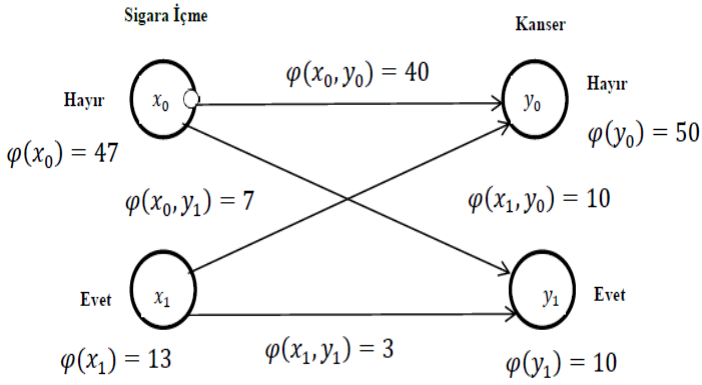 Sigara İçme
Kanser
φ(x₀, y₀) = 40
Hayır
x₀
y₀
Hayır
φ(x₀) = 47
φ(y₀) = 50
φ(x₀, y₁) = 7
φ(x₁, y₀) = 10
Evet
x₁
y₁
Evet
φ(x₁) = 13
φ(x₁, y₁) = 3
φ(y₁) = 10